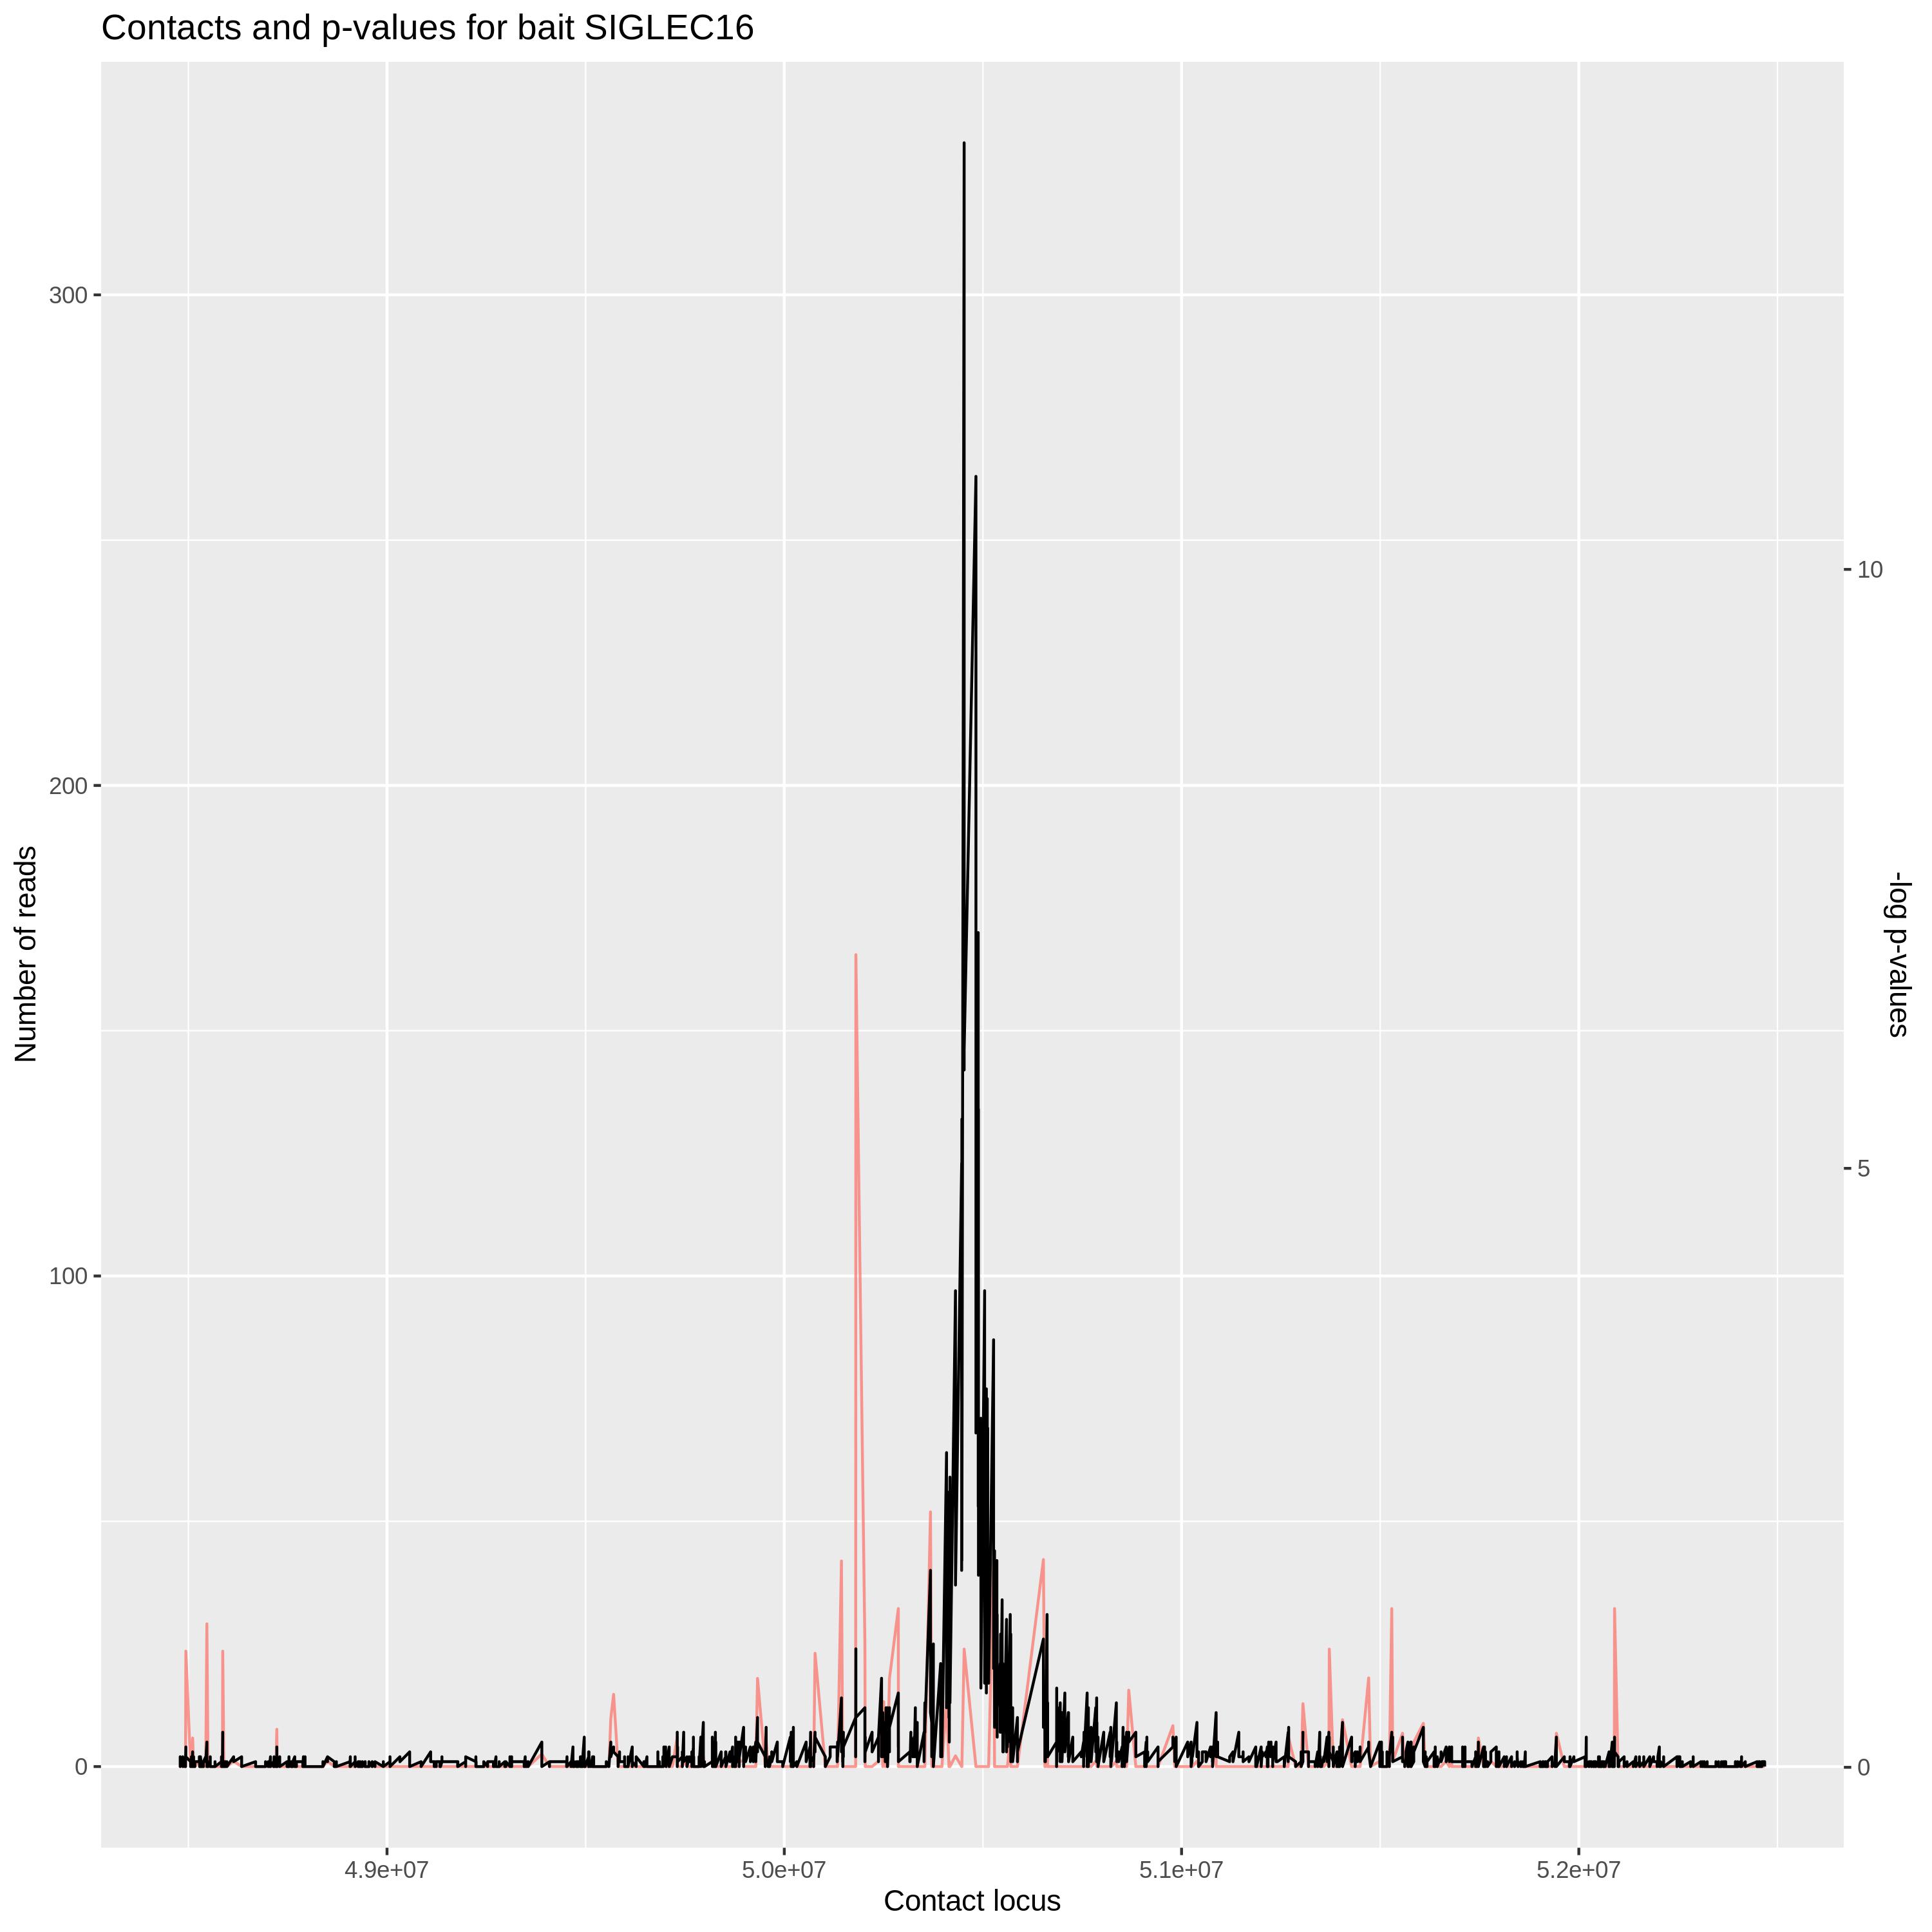 Contacts and p-values for bait SIGLEC16
Number of reads
300
200
100
0
10
5
0
-log p-values
4.9e+07
5.0e+07
5.1e+07
5.2e+07
Contact locus